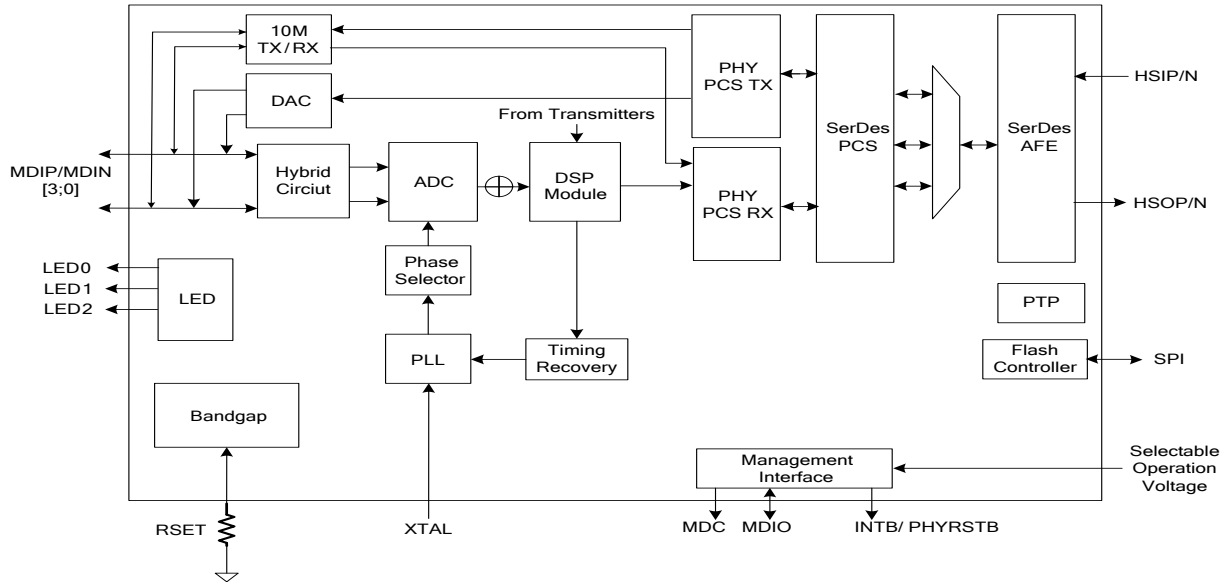 10M
TX/RX
DAC
From Transmitters
PHY
PCS TX
SerDes
PCS
SerDes
AFE
HSIP/N
MDIP/MDIN
[3;0]
Hybrid
Circiut
ADC
DSP
Module
PHY
PCS RX
HSOP/N
Phase
Selector
LED0
LED1
LED2
LED
PTP
PLL
Timing
Recovery
Flash
Controller
SPI
Bandgap
Management
Interface
Selectable
Operation
Voltage
RSET
XTAL
MDC
MDIO
INTB/ PHYRSTB